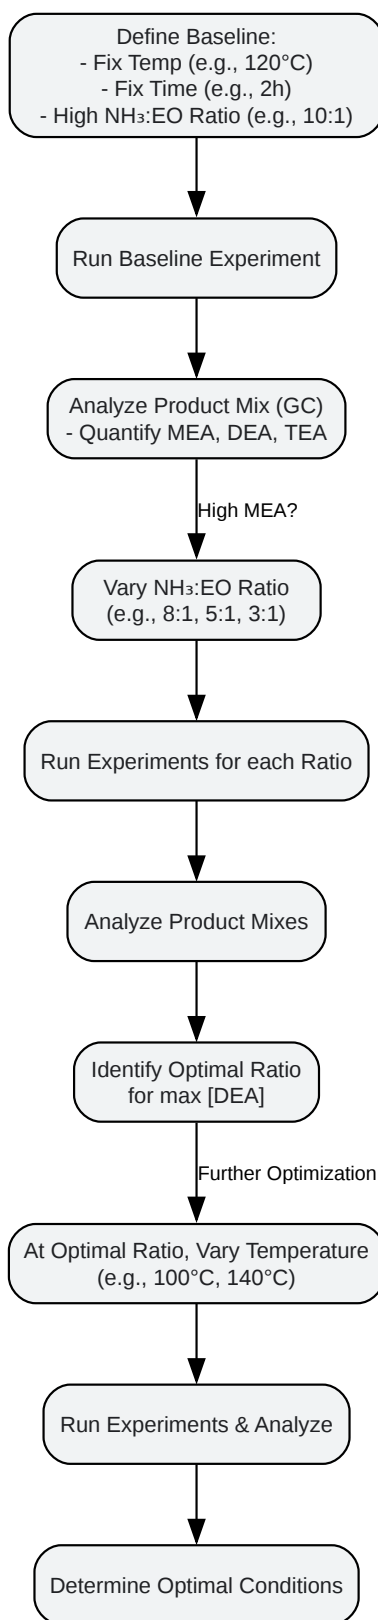 Define Baseline:
- Fix Temp (e.g., 120°C)
- Fix Time (e.g., 2h)
- High NH₃:EO Ratio (e.g., 10:1)
Run Baseline Experiment
Analyze Product Mix (GC)
- Quantify MEA, DEA, TEA
High MEA?
Vary NH₃:EO Ratio
(e.g., 8:1, 5:1, 3:1)
Run Experiments for each Ratio
Analyze Product Mixes
Identify Optimal Ratio
for max [DEA]
Further Optimization
At Optimal Ratio, Vary Temperature
(e.g., 100°C, 140°C)
Run Experiments & Analyze
Determine Optimal Conditions